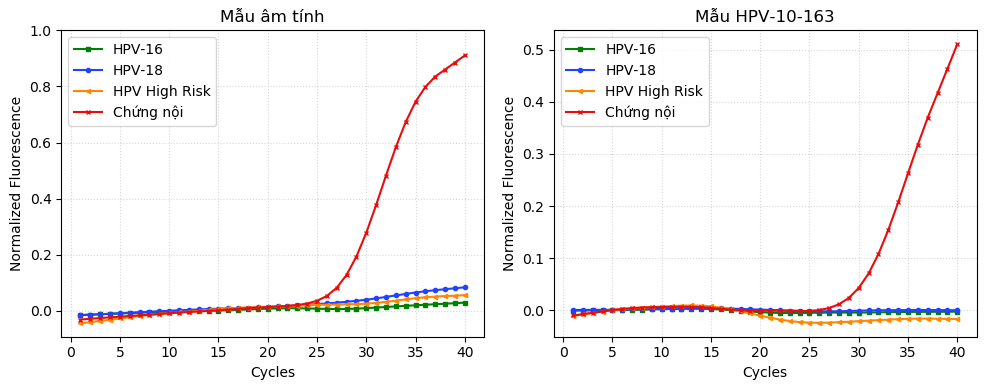 Mẫu âm tính
Normalized Fluorescence
1.0
0.8
0.6
0.4
0.2
0.0
HPV-16
HPV-18
HPV High Risk
Chứng nội
0 5 10 15 20 25 30 35 40
Cycles
Mẫu HPV-10-163
Normalized Fluorescence
0.5
0.4
0.3
0.2
0.1
0.0
HPV-16
HPV-18
HPV High Risk
Chứng nội
0 5 10 15 20 25 30 35 40
Cycles